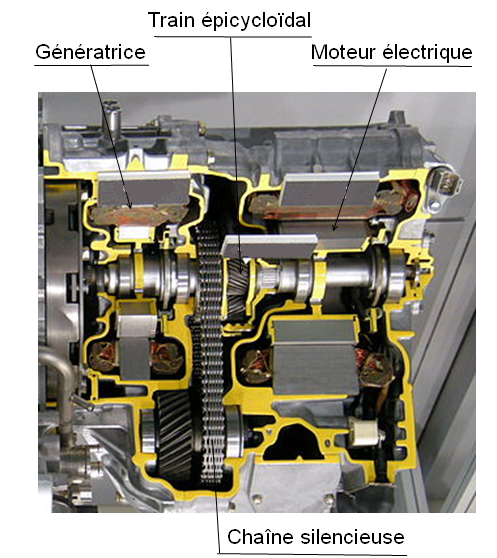 Train épicycloïdal
Génératrice
Moteur électrique
Chaîne silencieuse